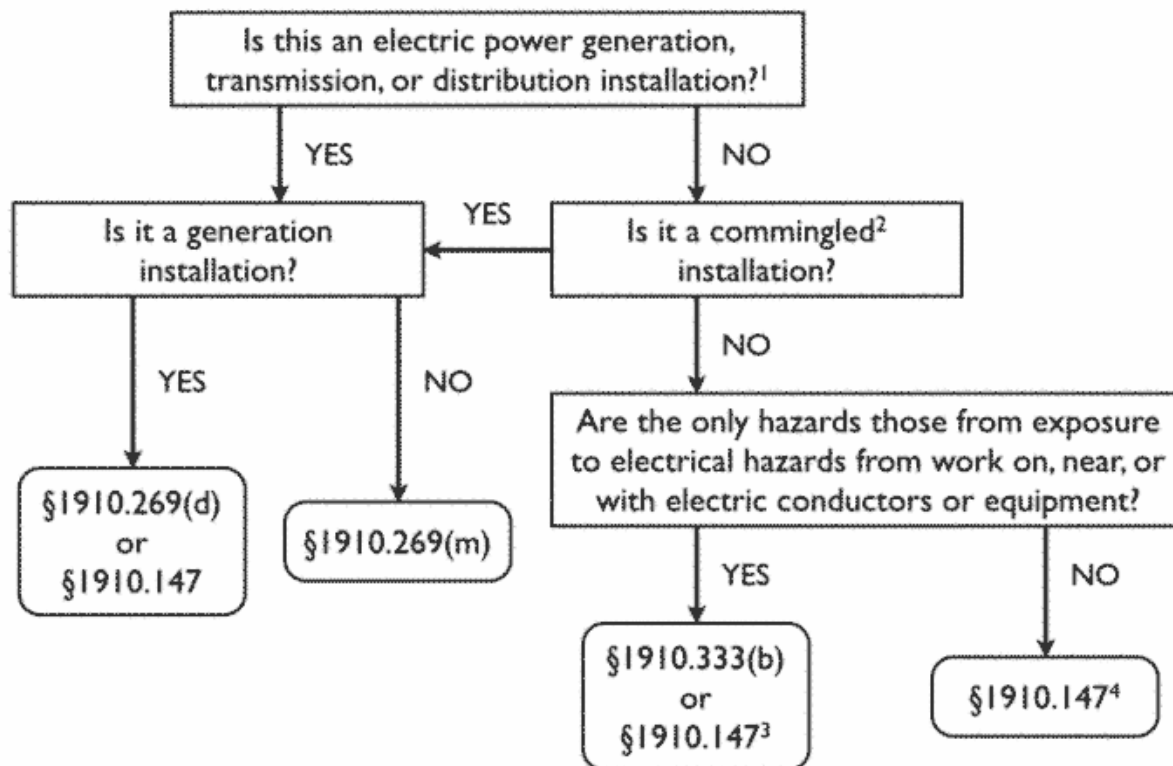 Is this an electric power generation,
transmission, or distribution installation?¹
YES
NO
Is it a generation
installation?
YES
Is it a commingled²
installation?
YES
NO
NO
Are the only hazards those from exposure
to electrical hazards from work on, near, or
with electric conductors or equipment?
§1910.269(d)
or
§1910.147
§1910.269(m)
YES
NO
§1910.333(b)
or
§1910.147³
§1910.147⁴